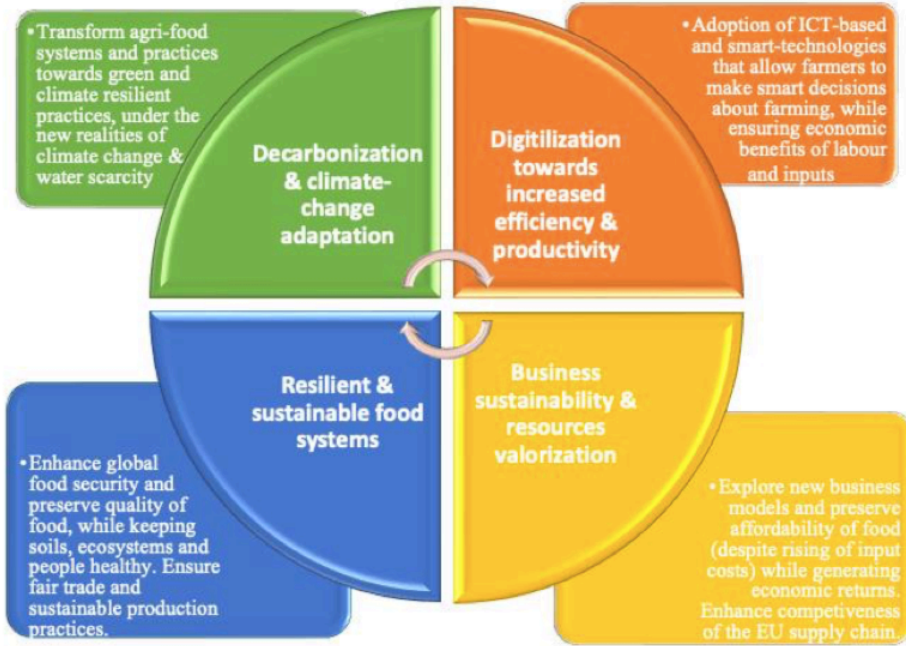 •Transform agri-food
systems and practices
towards green and
climate resilient
practices, under the
new realities of
climate change &
water scarcity
Decarbonization
& climate-
change
adaptation
Digitilization
towards
increased
efficiency &
productivity
•Adoption of ICT-based
and smart-technologies
that allow farmers to
make smart decisions
about farming, while
ensuring economic
benefits of labour
and inputs
•Enhance global
food security and
preserve quality of
food, while keeping
soils, ecosystems and
people healthy. Ensure
fair trade and
sustainable production
practices.
Resilient &
sustainable food
systems
Business
sustainability &
resources
valorization
•Explore new business
models and preserve
affordability of food
(despite rising of input
costs) while generating
economic returns.
Enhance competiveness
of the EU supply chain.